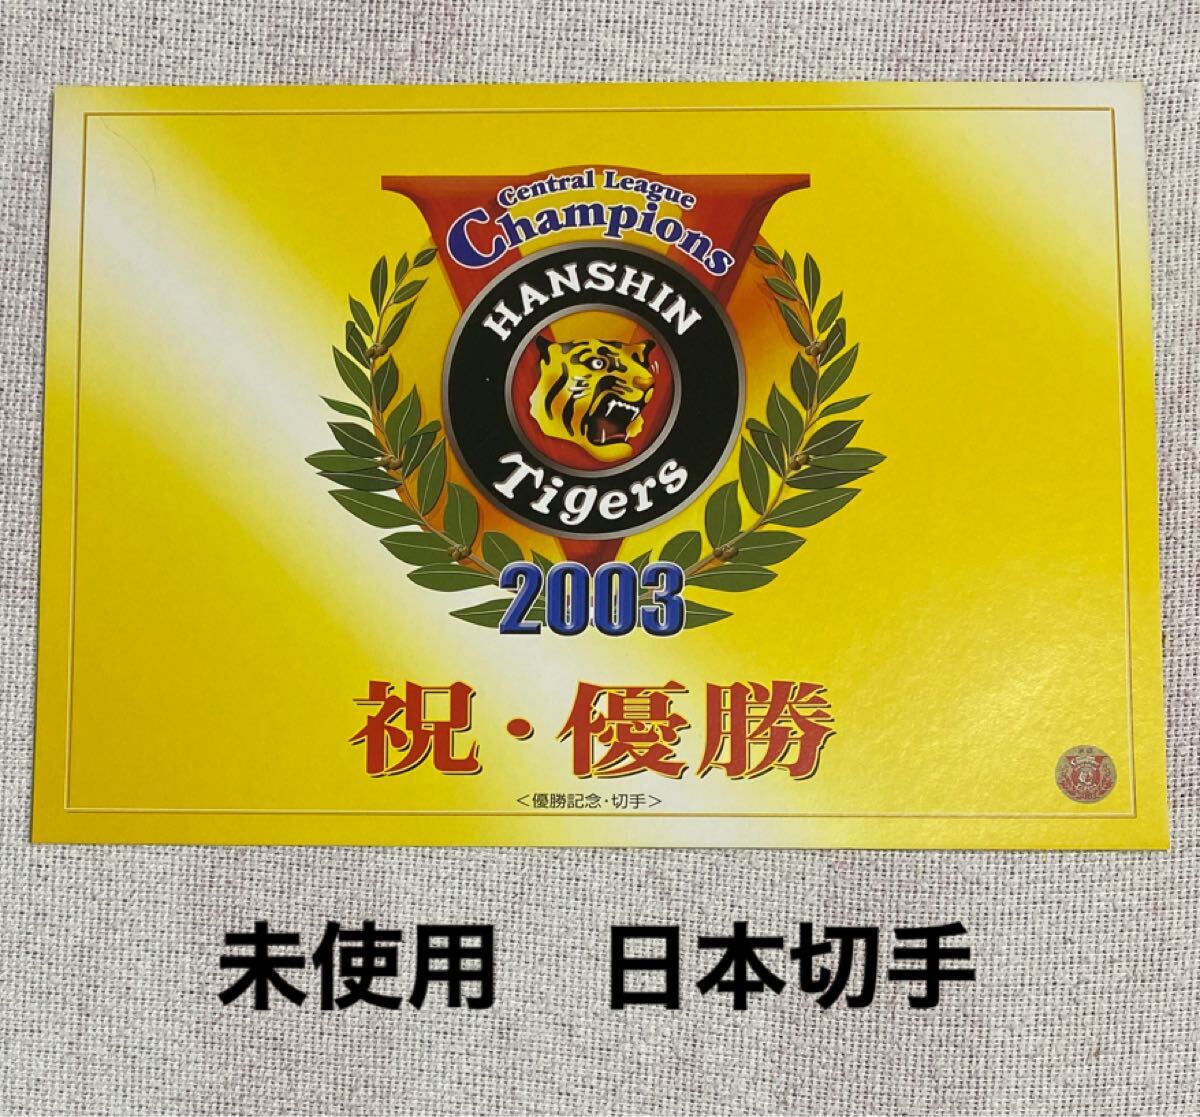 Central League
Champions
HANSHIN
Tigers
2003
祝・優勝
＜優勝記念・切手＞
未使用　日本切手